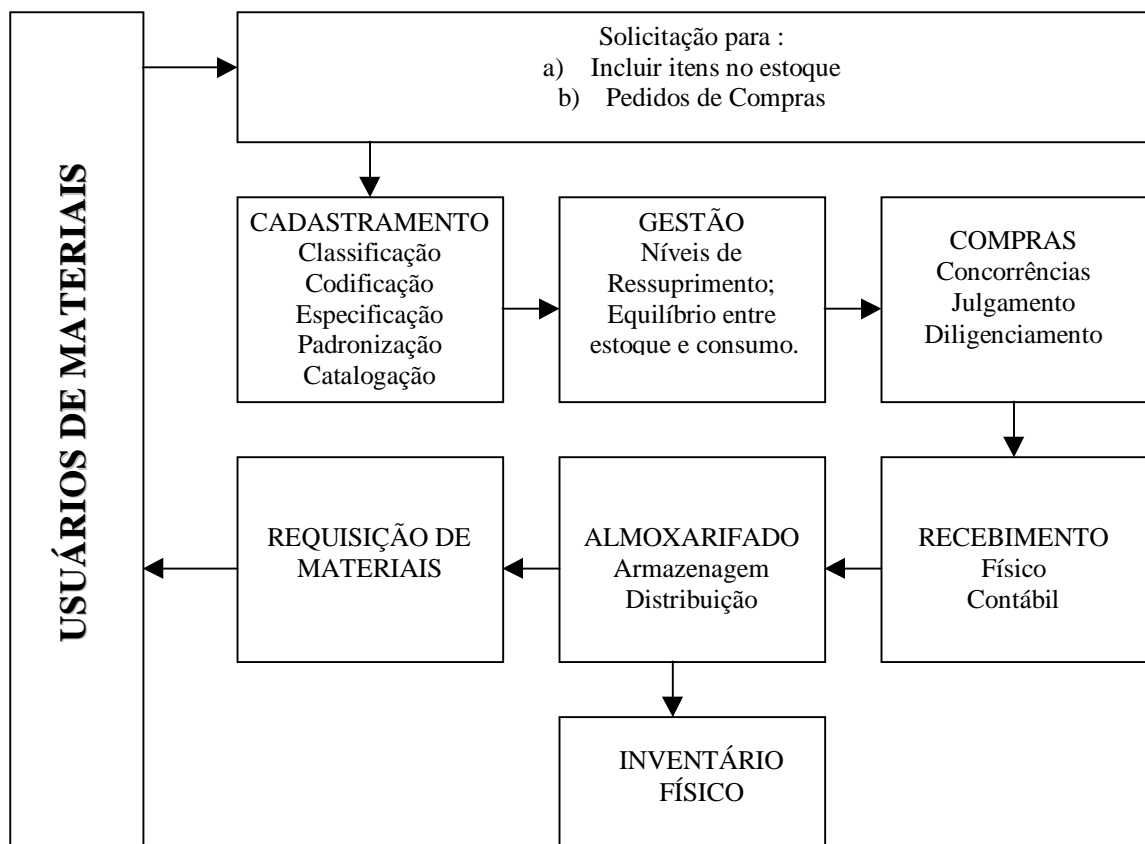 USUÁRIOS DE MATERIAIS
Solicitação para :
a) Incluir itens no estoque
b) Pedidos de Compras
CADASTRAMENTO
Classificação
Codificação
Especificação
Padronização
Catalogação
GESTÃO
Níveis de
Ressuprimento;
Equilíbrio entre
estoque e consumo.
COMPRAS
Concorrências
Julgamento
Diligenciamento
REQUISIÇÃO DE
MATERIAIS
ALMOXARIFADO
Armazenagem
Distribuição
RECEBIMENTO
Físico
Contábil
INVENTÁRIO
FÍSICO